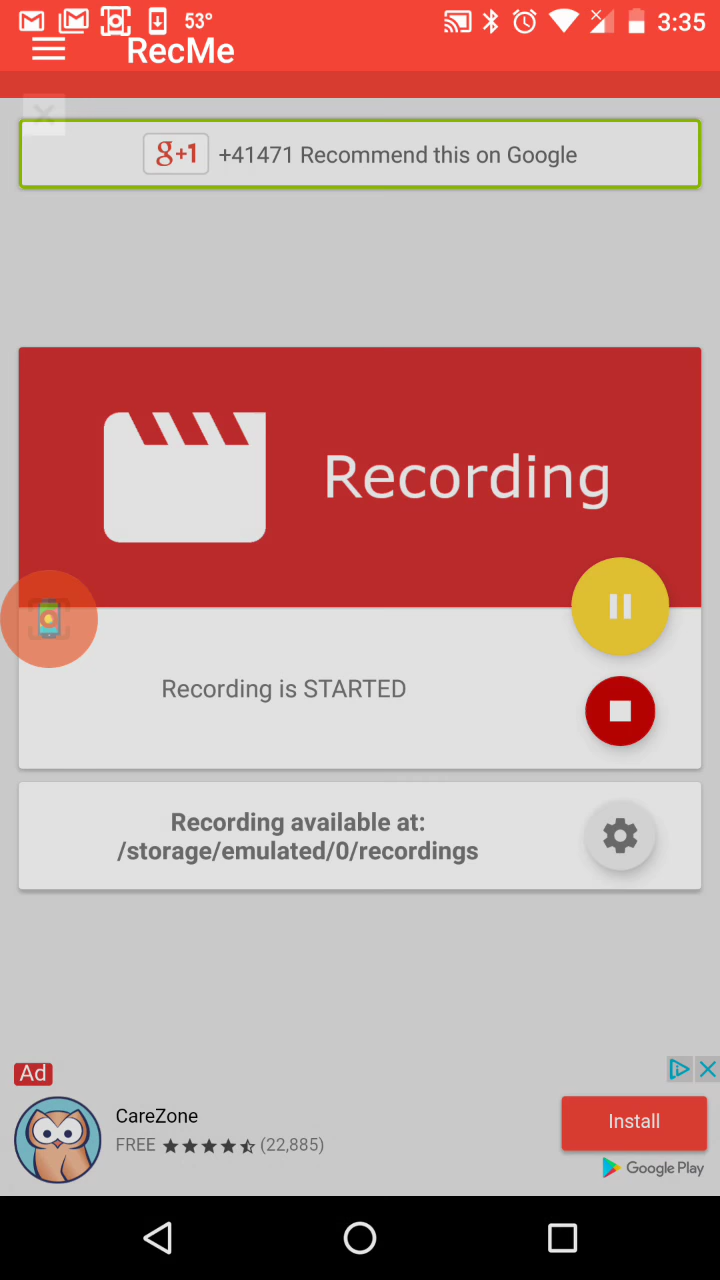 53°
3:35
RecMe
g+1 +41471 Recommend this on Google
Recording
Recording is STARTED
Recording available at:
/storage/emulated/0/recordings
Ad
CareZone
FREE (22,885)
Install
Google Play